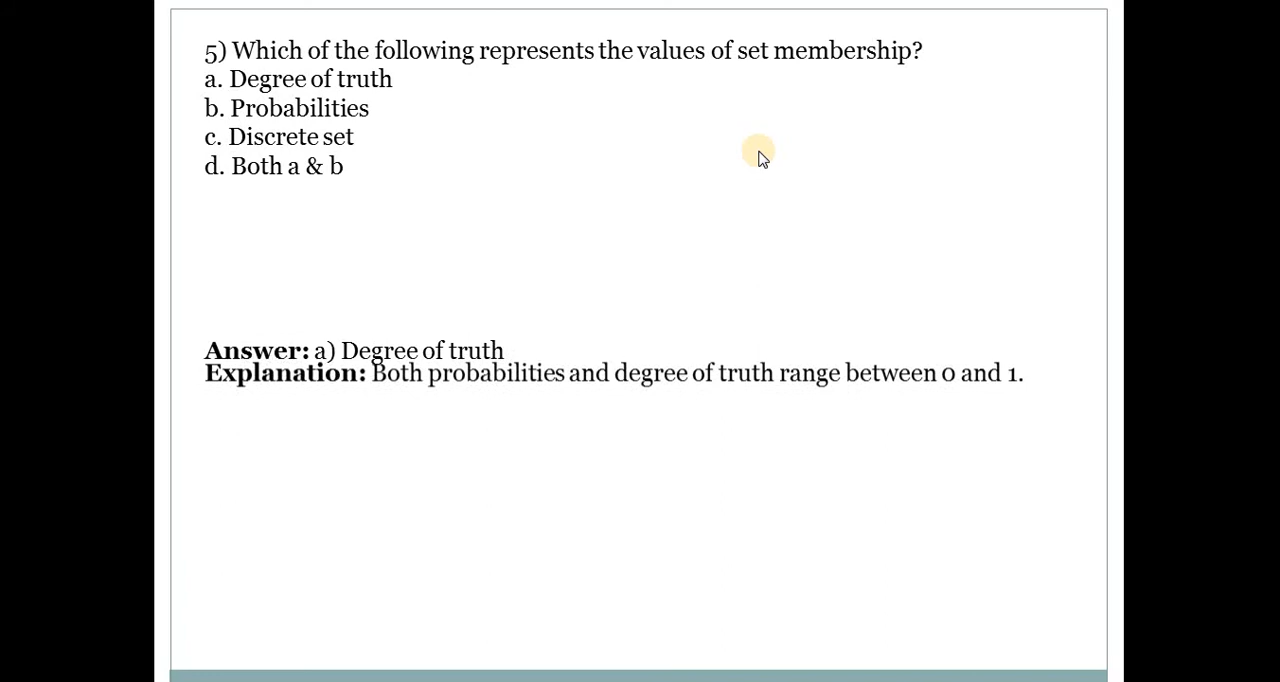 5) Which of the following represents the values of set membership?
a. Degree of truth
b. Probabilities
c. Discrete set
d. Both a & b
Answer: a) Degree of truth
Explanation: Both probabilities and degree of truth range between 0 and 1.